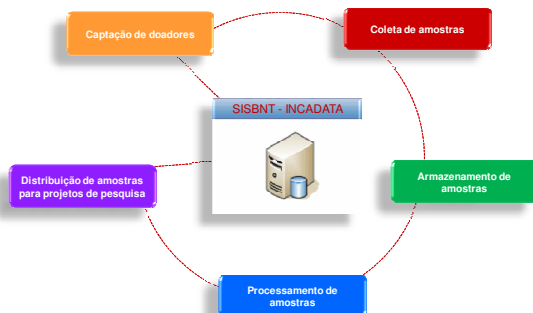 Captação de doadores
Coleta de amostras
SISBNT - INCADATA
Armazenamento de
amostras
Distribuição de amostras
para projetos de pesquisa
Processamento de
amostras